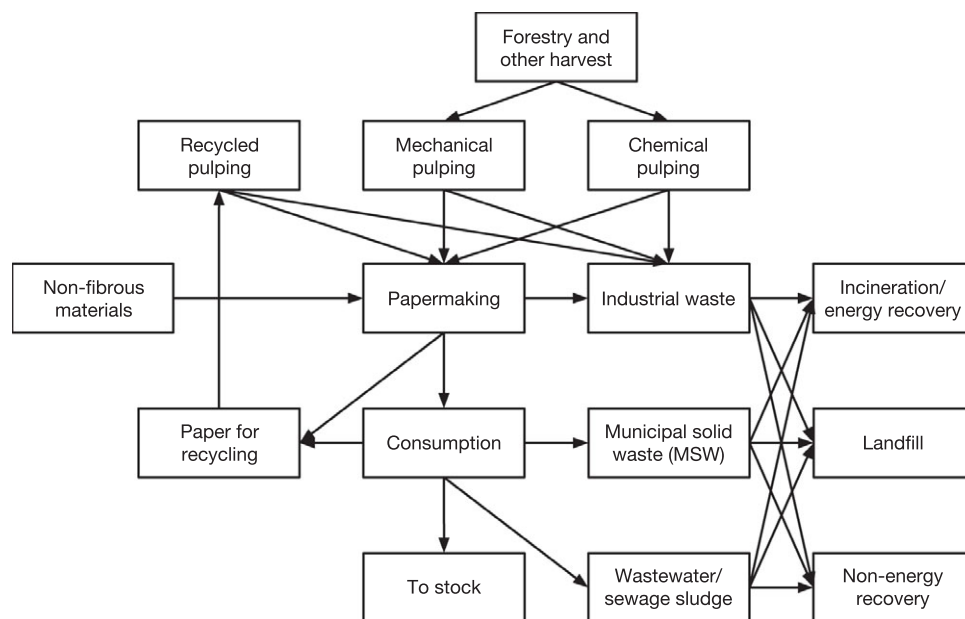 Forestry and
other harvest
Recycled
pulping
Mechanical
pulping
Chemical
pulping
Non-fibrous
materials
Papermaking
Industrial waste
Incineration/
energy recovery
Paper for
recycling
Consumption
Municipal solid
waste (MSW)
Landfill
To stock
Wastewater/
sewage sludge
Non-energy
recovery